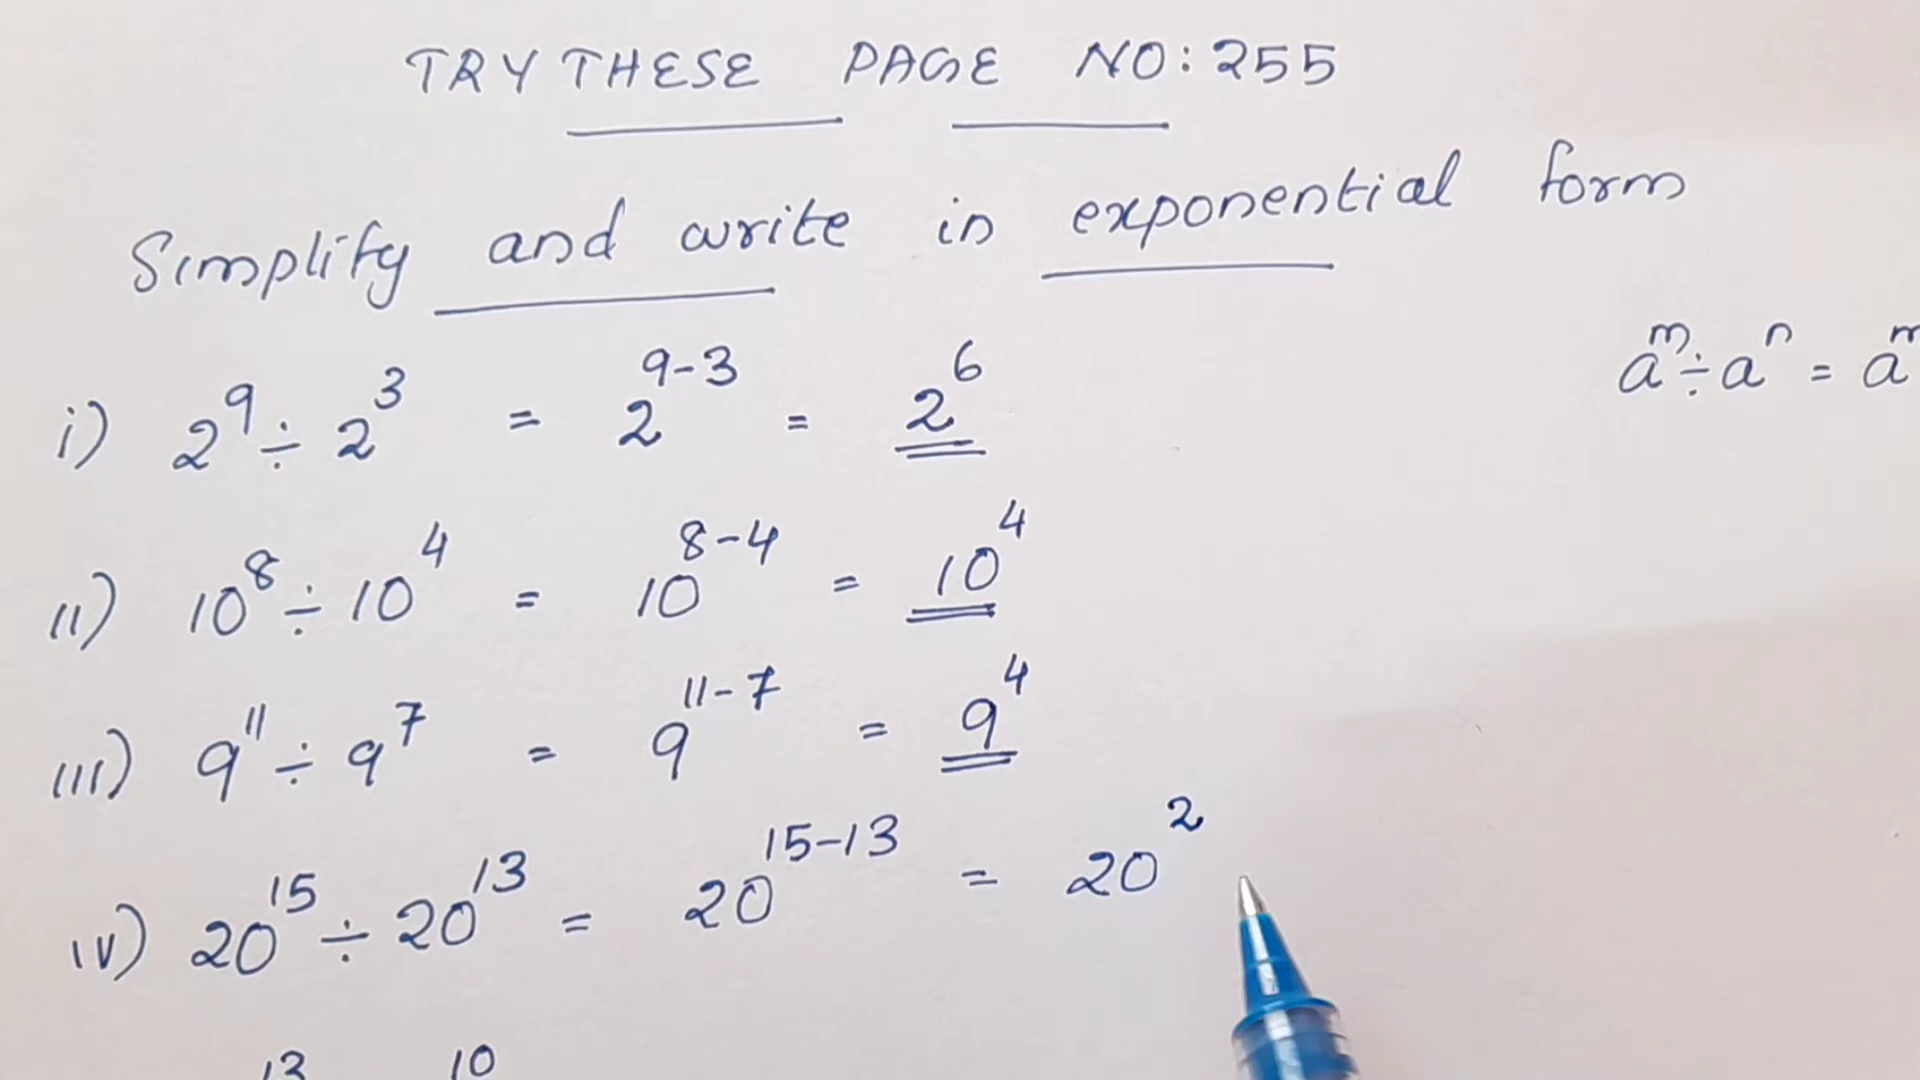 TRY THESE PAGE NO: 255
Simplify and write in exponential form
a^m ÷ a^n = a^m
i) 2^9 ÷ 2^3 = 2^(9-3) = 2^6
ii) 10^8 ÷ 10^4 = 10^(8-4) = 10^4
iii) 9^11 ÷ 9^7 = 9^(11-7) = 9^4
iv) 20^15 ÷ 20^13 = 20^(15-13) = 20^2
13 10